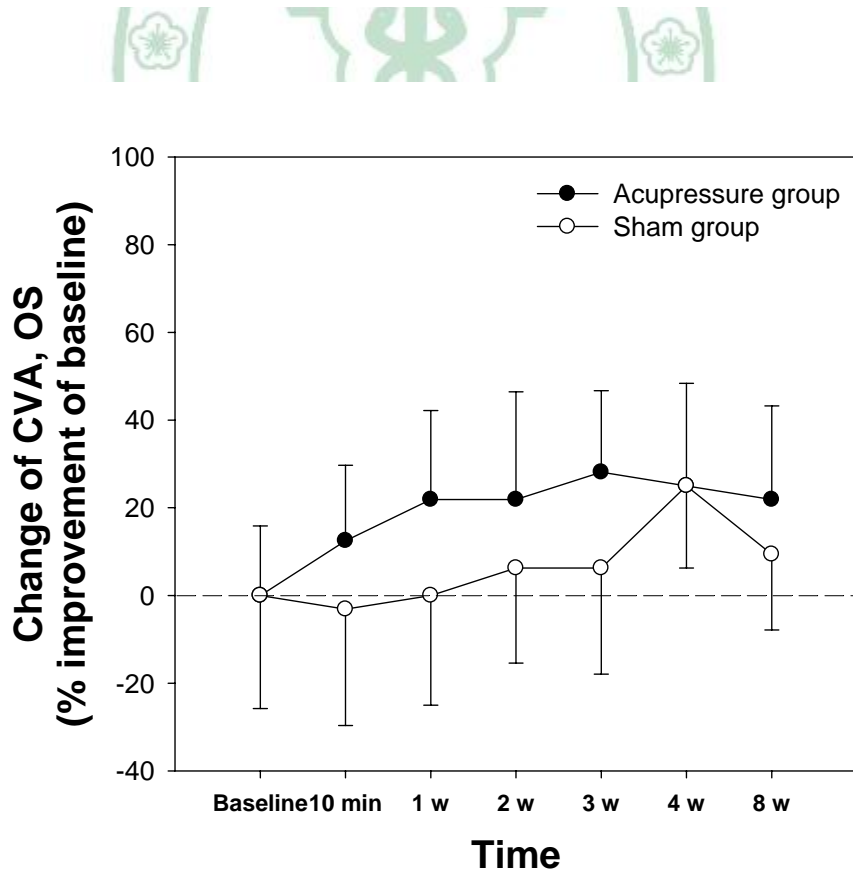 100
80
60
40
20
0
-20
-40
Change of CVA, OS
(% improvement of baseline)
Acupressure group
Sham group
Baseline 10 min 1 w 2 w 3 w 4 w 8 w
Time